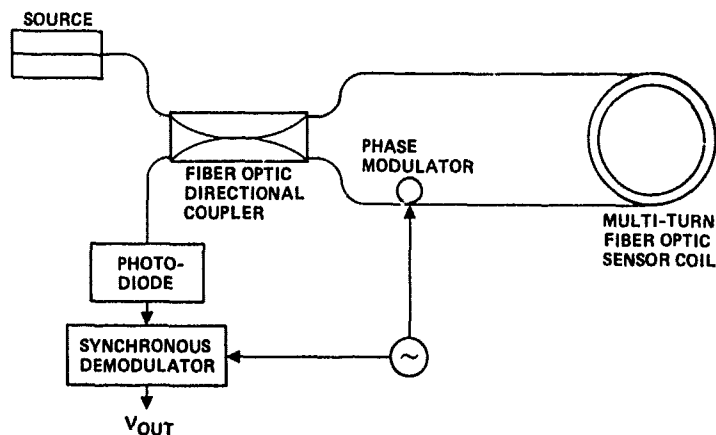 SOURCE
FIBER OPTIC
DIRECTIONAL
COUPLER
PHASE
MODULATOR
MULTI-TURN
FIBER OPTIC
SENSOR COIL
PHOTO-
DIODE
SYNCHRONOUS
DEMODULATOR
~
VOUT